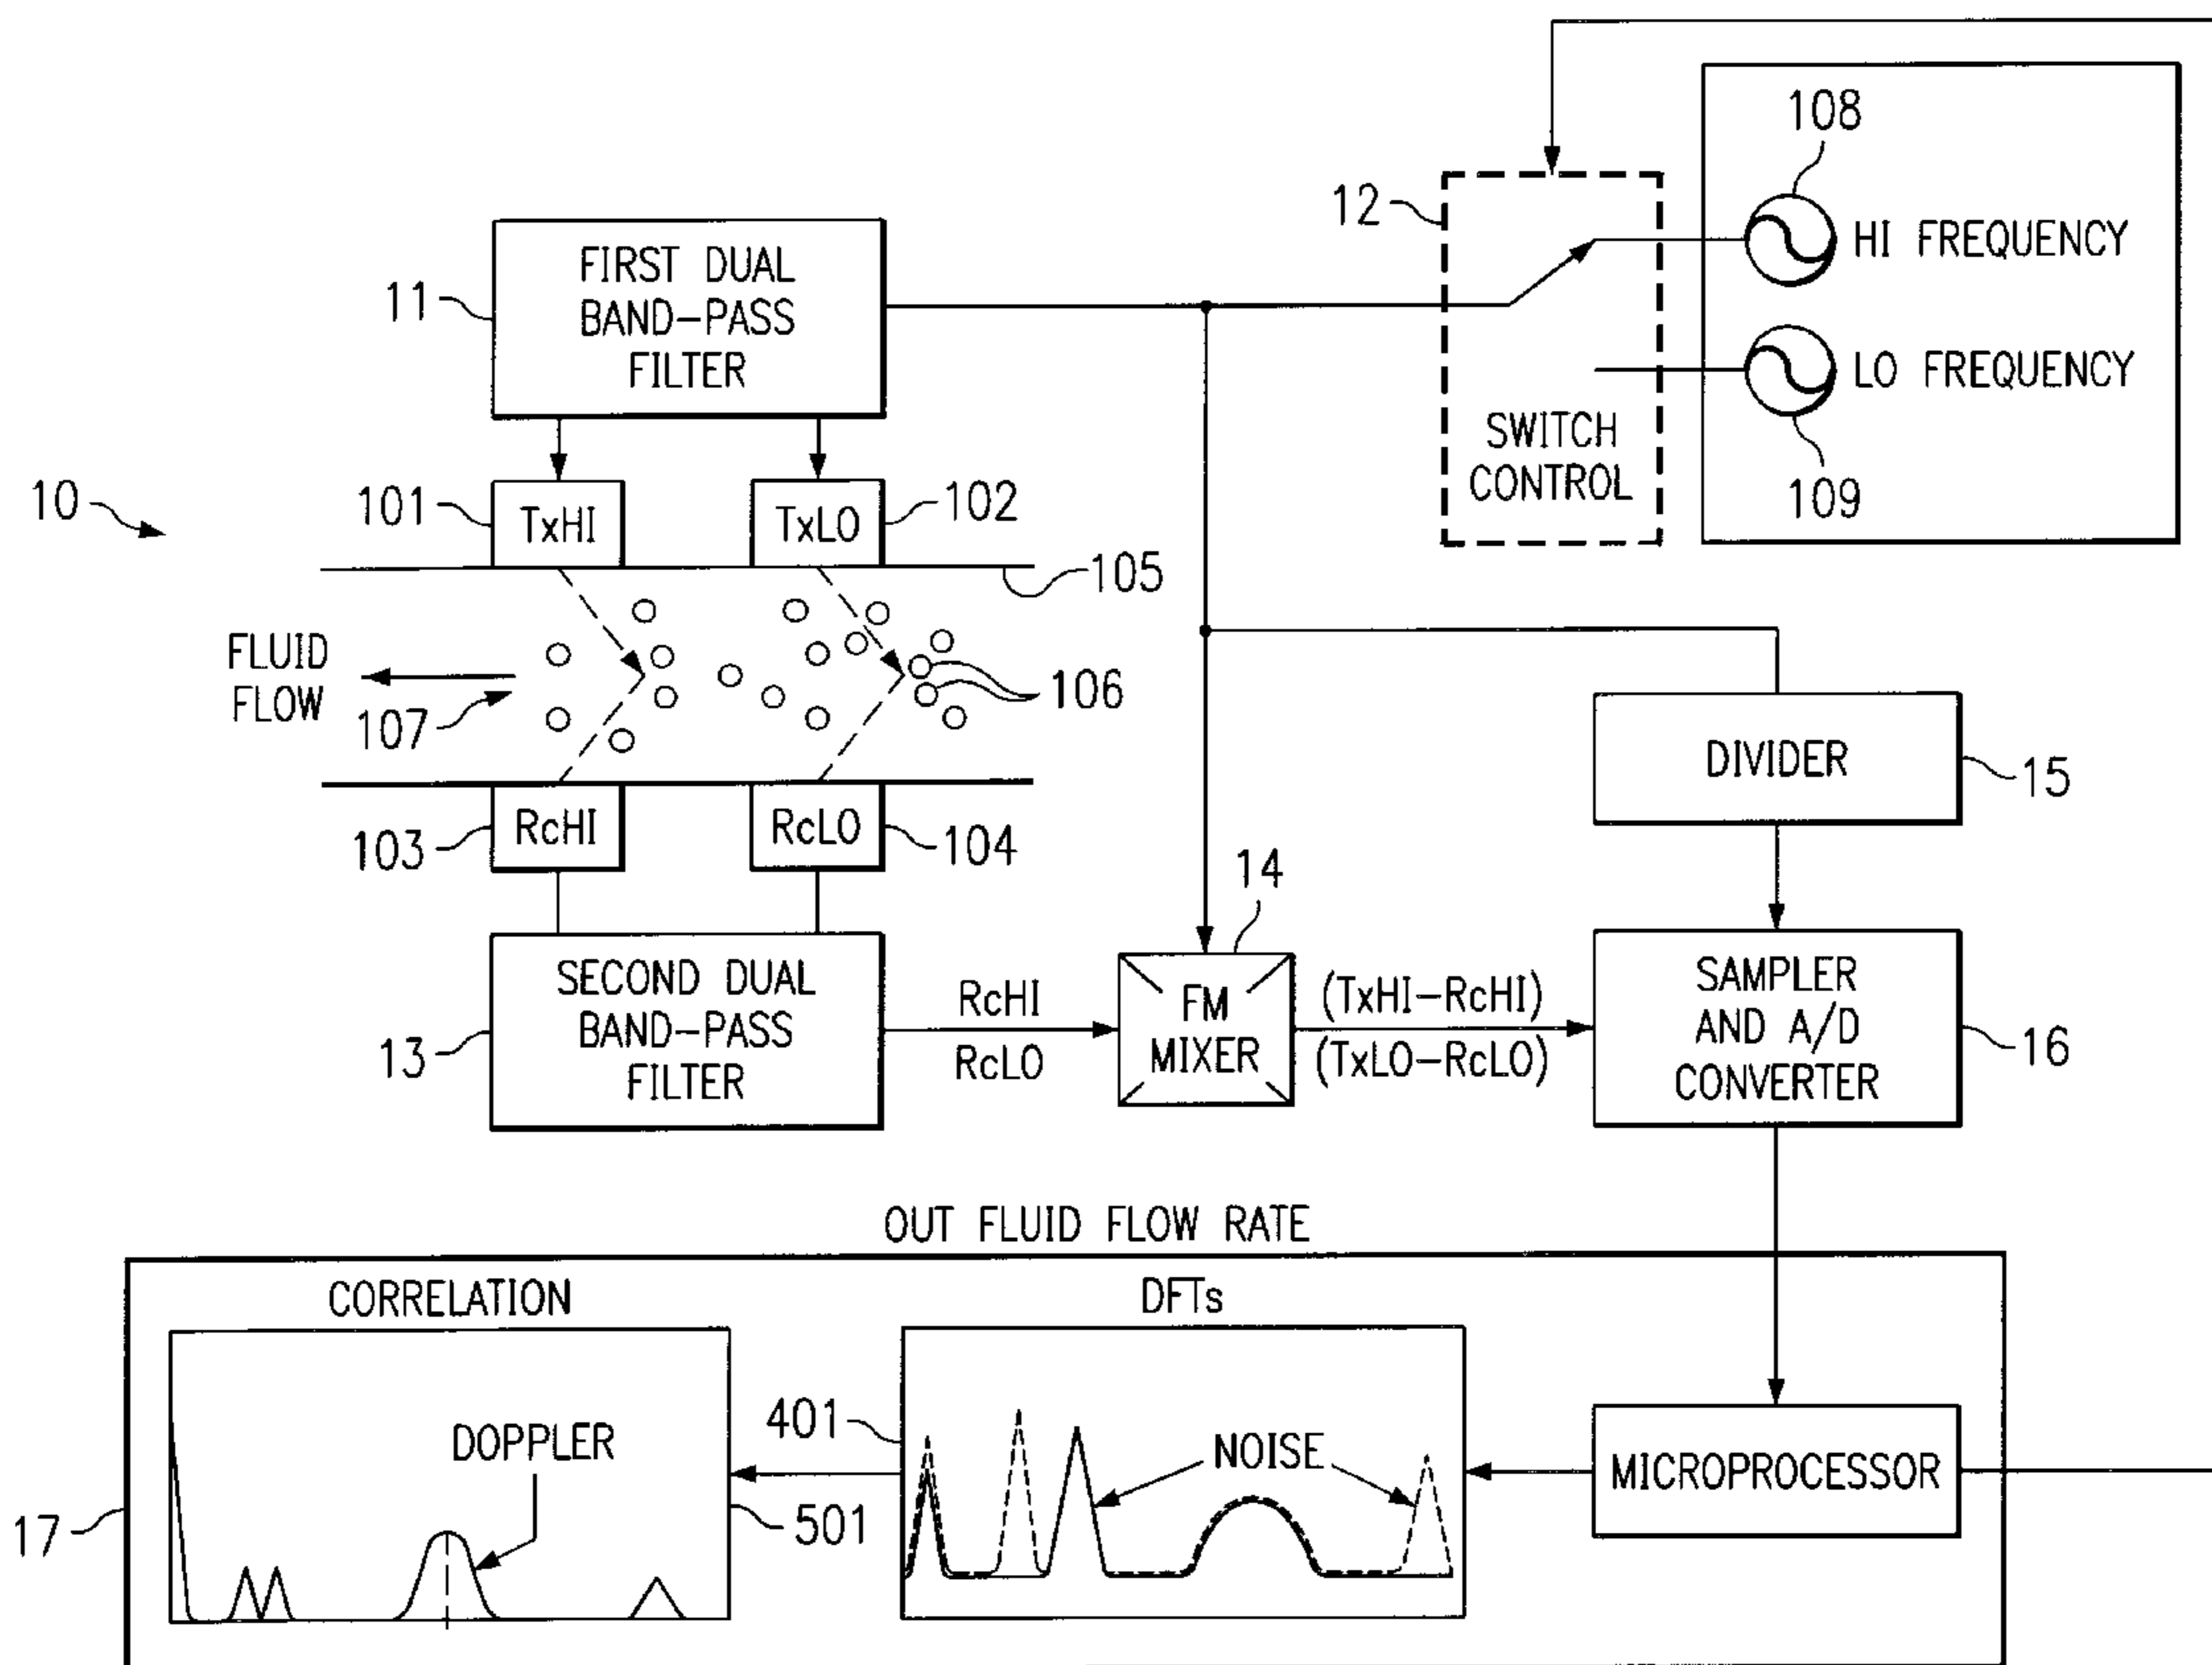 108
12
HI FREQUENCY
LO FREQUENCY
SWITCH
CONTROL
109
FIRST DUAL
BAND-PASS
FILTER
11
10
101
TxHI
TxLO
102
105
FLUID
FLOW
107
106
DIVIDER
15
103
RcHI
RcLO
104
14
SECOND DUAL
BAND-PASS
FILTER
13
RcHI
RcLO
FM
MIXER
(TxHI-RcHI)
(TxLO-RcLO)
SAMPLER
AND A/D
CONVERTER
16
OUT FLUID FLOW RATE
CORRELATION
DFTs
DOPPLER
401
NOISE
MICROPROCESSOR
17
501